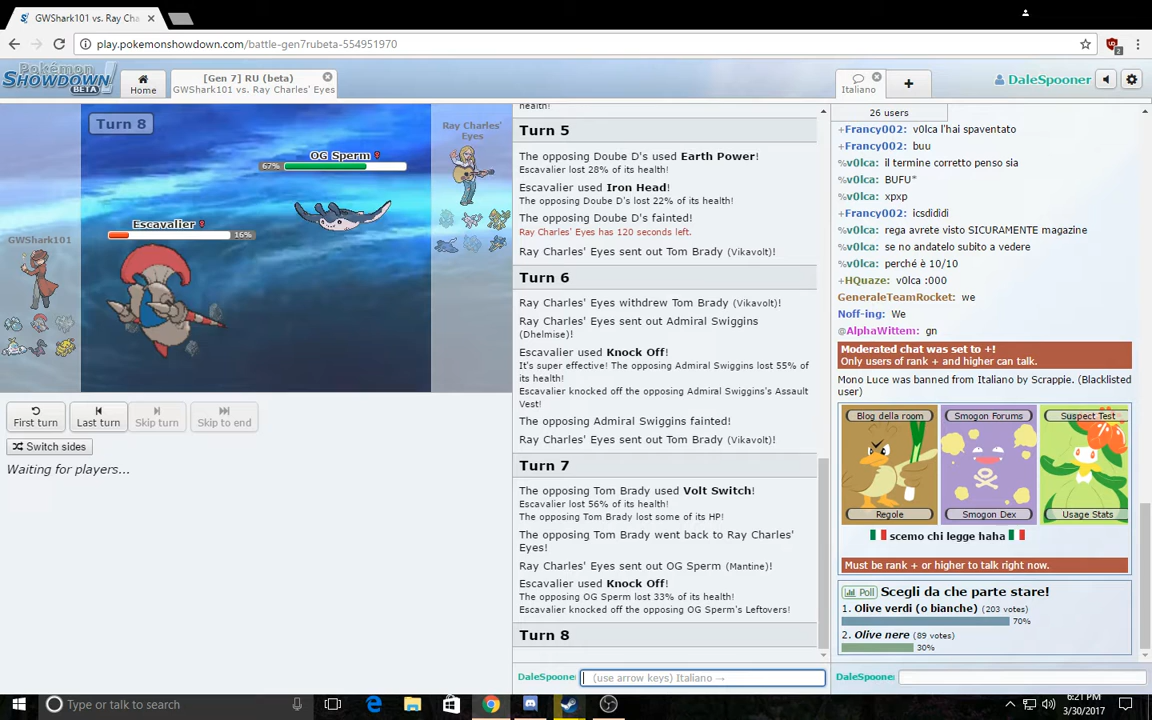 GWShark101 vs. Ray Cha
play.pokemonshowdown.com/battle-gen7rubeta-554951970
2
Pokémon
SHOWDOWN!
BETA
Home
[Gen 7] RU (beta)
GWShark101 vs. Ray Charles' Eyes
Italiano
DaleSpooner
Turn 8
Ray Charles'
Eyes
OG Sperm
67%
Escavalier
16%
GWShark101
First turn
Last turn
Skip turn
Skip to end
Switch sides
Waiting for players...
health!
Turn 5
The opposing Doube D's used Earth Power!
Escavalier lost 28% of its health!
Escavalier used Iron Head!
The opposing Doube D's lost 22% of its health!
The opposing Doube D's fainted!
Ray Charles' Eyes has 120 seconds left.
Ray Charles' Eyes sent out Tom Brady (Vikavolt)!
Turn 6
Ray Charles' Eyes withdrew Tom Brady (Vikavolt)!
Ray Charles' Eyes sent out Admiral Swiggins
(Dhelmise)!
Escavalier used Knock Off!
It's super effective! The opposing Admiral Swiggins lost 55% of
its health!
Escavalier knocked off the opposing Admiral Swiggins's Assault
Vest!
The opposing Admiral Swiggins fainted!
Ray Charles' Eyes sent out Tom Brady (Vikavolt)!
Turn 7
The opposing Tom Brady used Volt Switch!
Escavalier lost 56% of its health!
The opposing Tom Brady lost some of its HP!
The opposing Tom Brady went back to Ray Charles'
Eyes!
Ray Charles' Eyes sent out OG Sperm (Mantine)!
Escavalier used Knock Off!
The opposing OG Sperm lost 33% of its health!
Escavalier knocked off the opposing OG Sperm's Leftovers!
Turn 8
DaleSpoone
(use arrow keys) Italiano →
26 users
+Francy002: v0lca l'hai spaventato
+Francy002: buu
%v0lca: il termine corretto penso sia
%v0lca: BUFU*
%v0lca: xpxp
+Francy002: icsdididi
%v0lca: rega avrete visto SICURAMENTE magazine
%v0lca: se no andatelo subito a vedere
%v0lca: perché è 10/10
+HQuaze: v0lca :000
GeneraleTeamRocket: we
Noff-ing: We
@AlphaWittem: gn
Moderated chat was set to +!
Only users of rank + and higher can talk.
Mono Luce was banned from Italiano by Scrappie. (Blacklisted
user)
Blog della room
Smogon Forums
Suspect Test
Regole
Smogon Dex
Usage Stats
scemo chi legge haha
Must be rank + or higher to talk right now.
Poll Scegli da che parte stare!
1. Olive verdi (o bianche) (203 votes)
70%
2. Olive nere (89 votes)
30%
DaleSpoone:
Type or talk to search
6:21 PM
3/30/2017